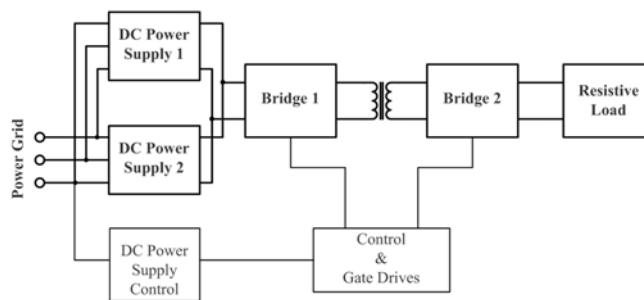 DC Power
Supply 1
Bridge 1
Bridge 2
Resistive
Load
Power Grid
DC Power
Supply 2
DC Power
Supply
Control
Control
&
Gate Drives